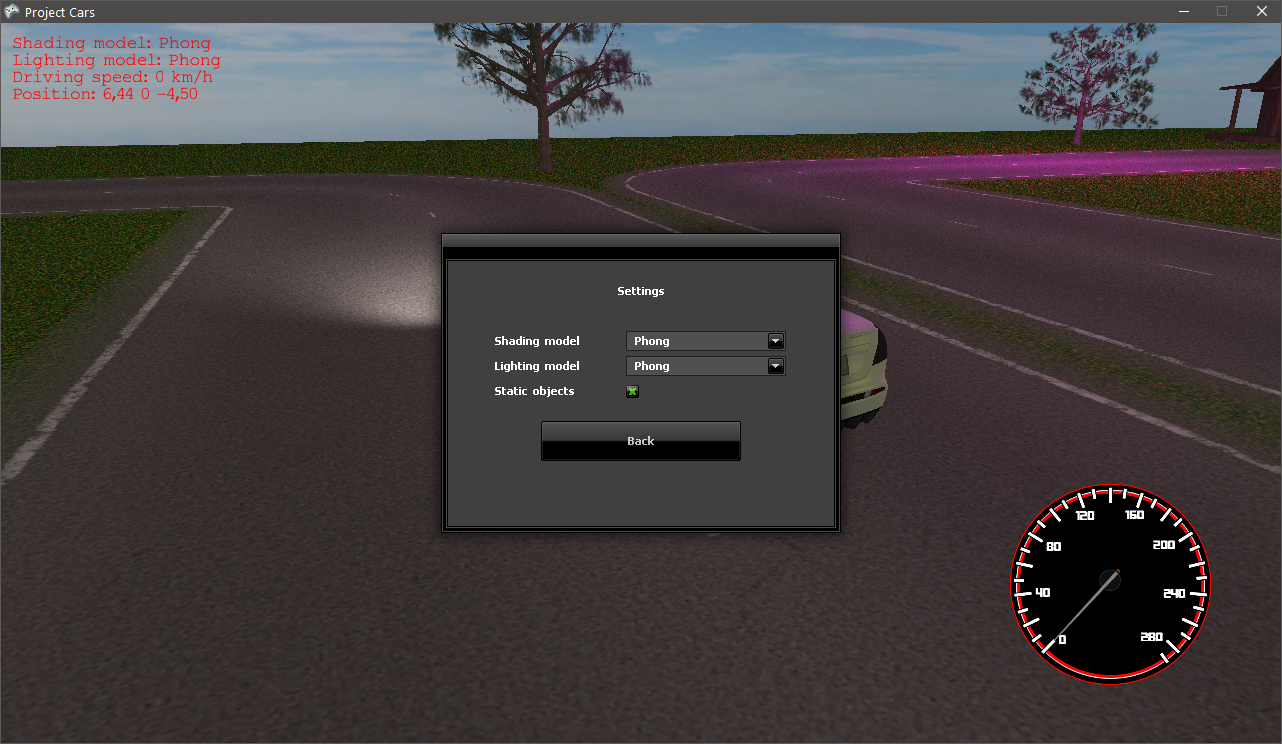 Project Cars
Shading model: Phong
Lighting model: Phong
Driving speed: 0 km/h
Position: 6,44 0 -4,50
Settings
Shading model Phong
Lighting model Phong
Static objects
Back
0
40
80
120
160
200
240
280